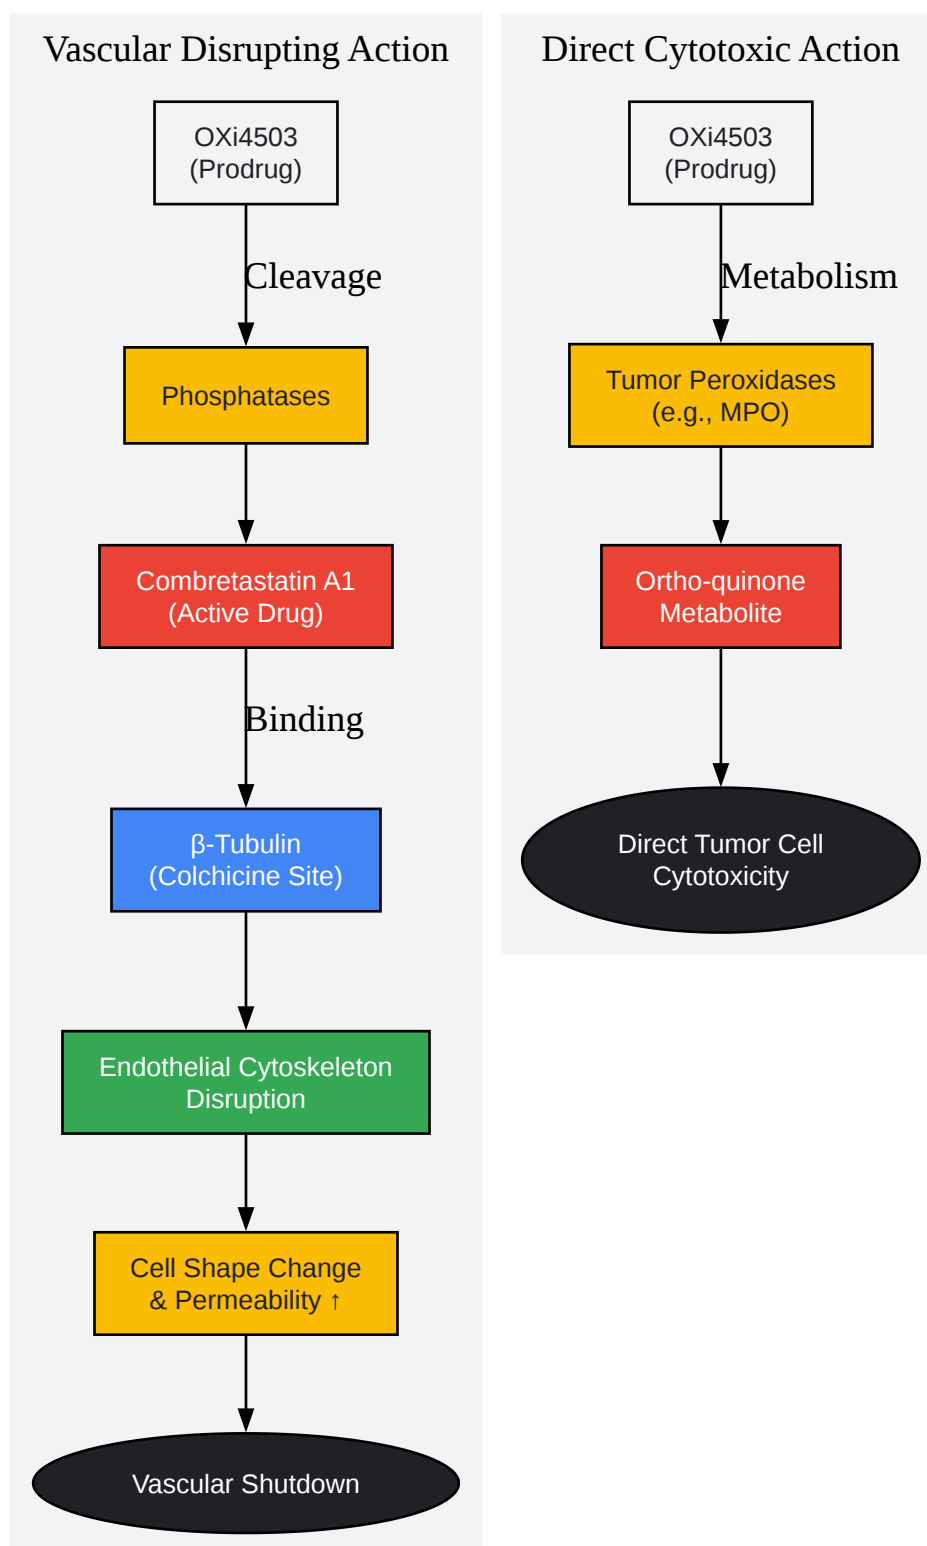 Vascular Disrupting Action
OXi4503
(Prodrug)
Cleavage
Phosphatases
Combretastatin A1
(Active Drug)
Binding
β-Tubulin
(Colchicine Site)
Endothelial Cytoskeleton
Disruption
Cell Shape Change
& Permeability ↑
Vascular Shutdown
Direct Cytotoxic Action
OXi4503
(Prodrug)
Metabolism
Tumor Peroxidases
(e.g., MPO)
Ortho-quinone
Metabolite
Direct Tumor Cell
Cytotoxicity